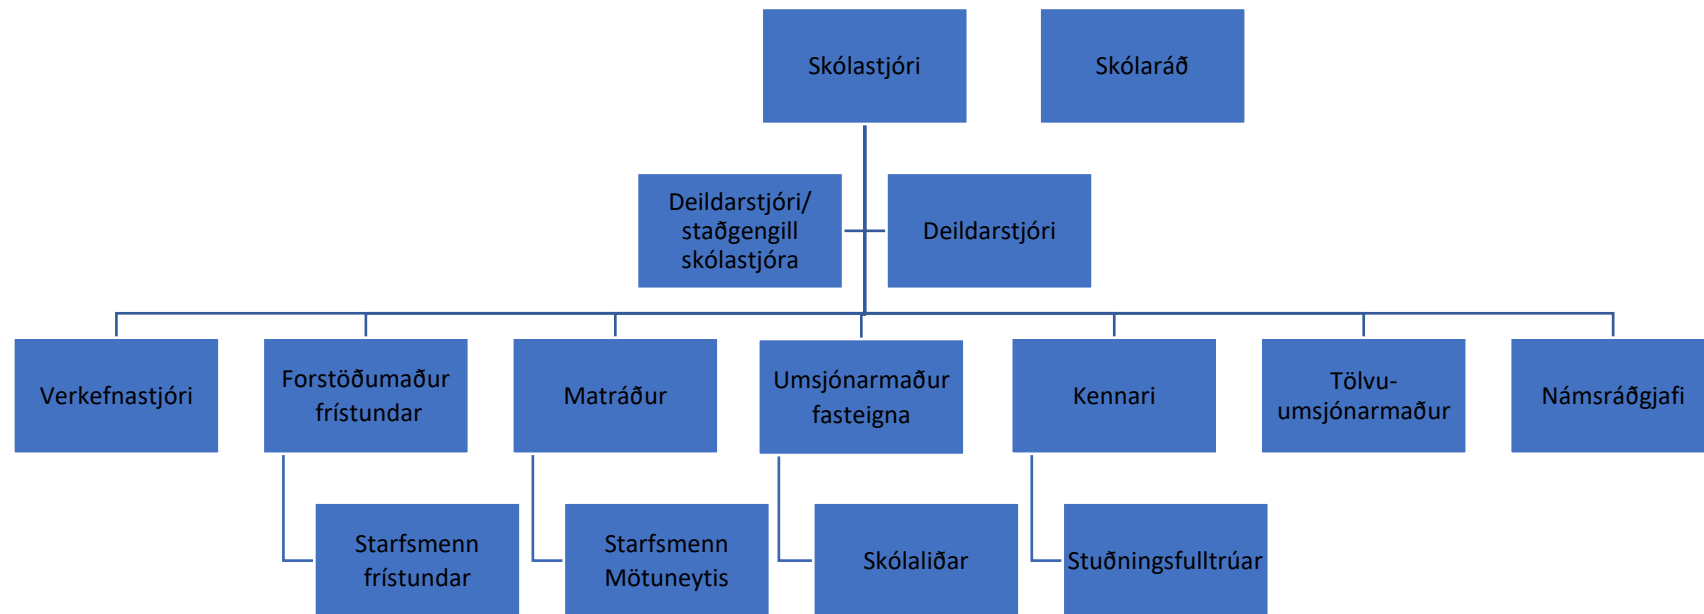 Skólastjóri
Skólaráð
Deildarstjóri/
staðgengill
skólastjóra
Deildarstjóri
Verkefnastjóri
Forstöðumaður
frístundar
Matráður
Umsjónarmaður
fasteigna
Kennari
Tölvu-
umsjónarmaður
Námsráðgjafi
Starfsmenn
frístundar
Starfsmenn
Mötuneytis
Skólaliðar
Stuðningsfulltrúar